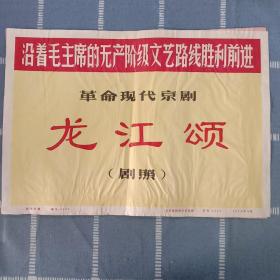 沿着毛主席的无产阶级文艺路线胜利前进
革命现代京剧
龙江颂
（剧照）